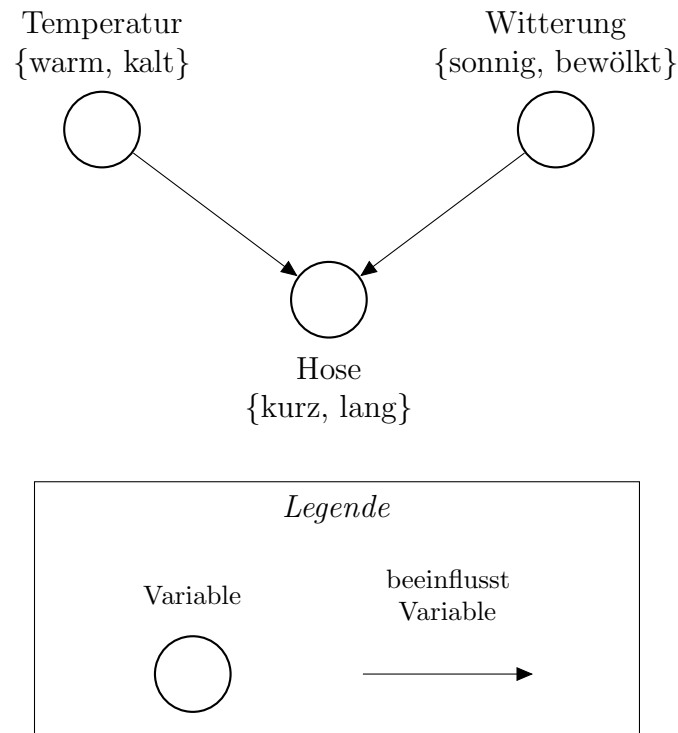 Temperatur
{warm, kalt}
Witterung
{sonnig, bewölkt}
Hose
{kurz, lang}
Legende
Variable
beeinflusst
Variable